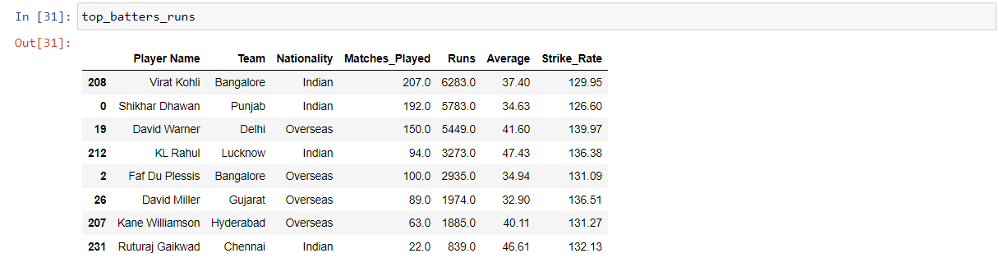 In [31]: top_batters_runs
Out[31]:
Player Name Team Nationality Matches_Played Runs Average Strike_Rate
208 Virat Kohli Bangalore Indian 207.0 6283.0 37.40 129.95
0 Shikhar Dhawan Punjab Indian 192.0 5783.0 34.63 126.60
19 David Warner Delhi Overseas 150.0 5449.0 41.60 139.97
212 KL Rahul Lucknow Indian 94.0 3273.0 47.43 136.38
2 Faf Du Plessis Bangalore Overseas 100.0 2935.0 34.94 131.09
26 David Miller Gujarat Overseas 89.0 1974.0 32.90 136.51
207 Kane Williamson Hyderabad Overseas 63.0 1885.0 40.11 131.27
231 Ruturaj Gaikwad Chennai Indian 22.0 839.0 46.61 132.13